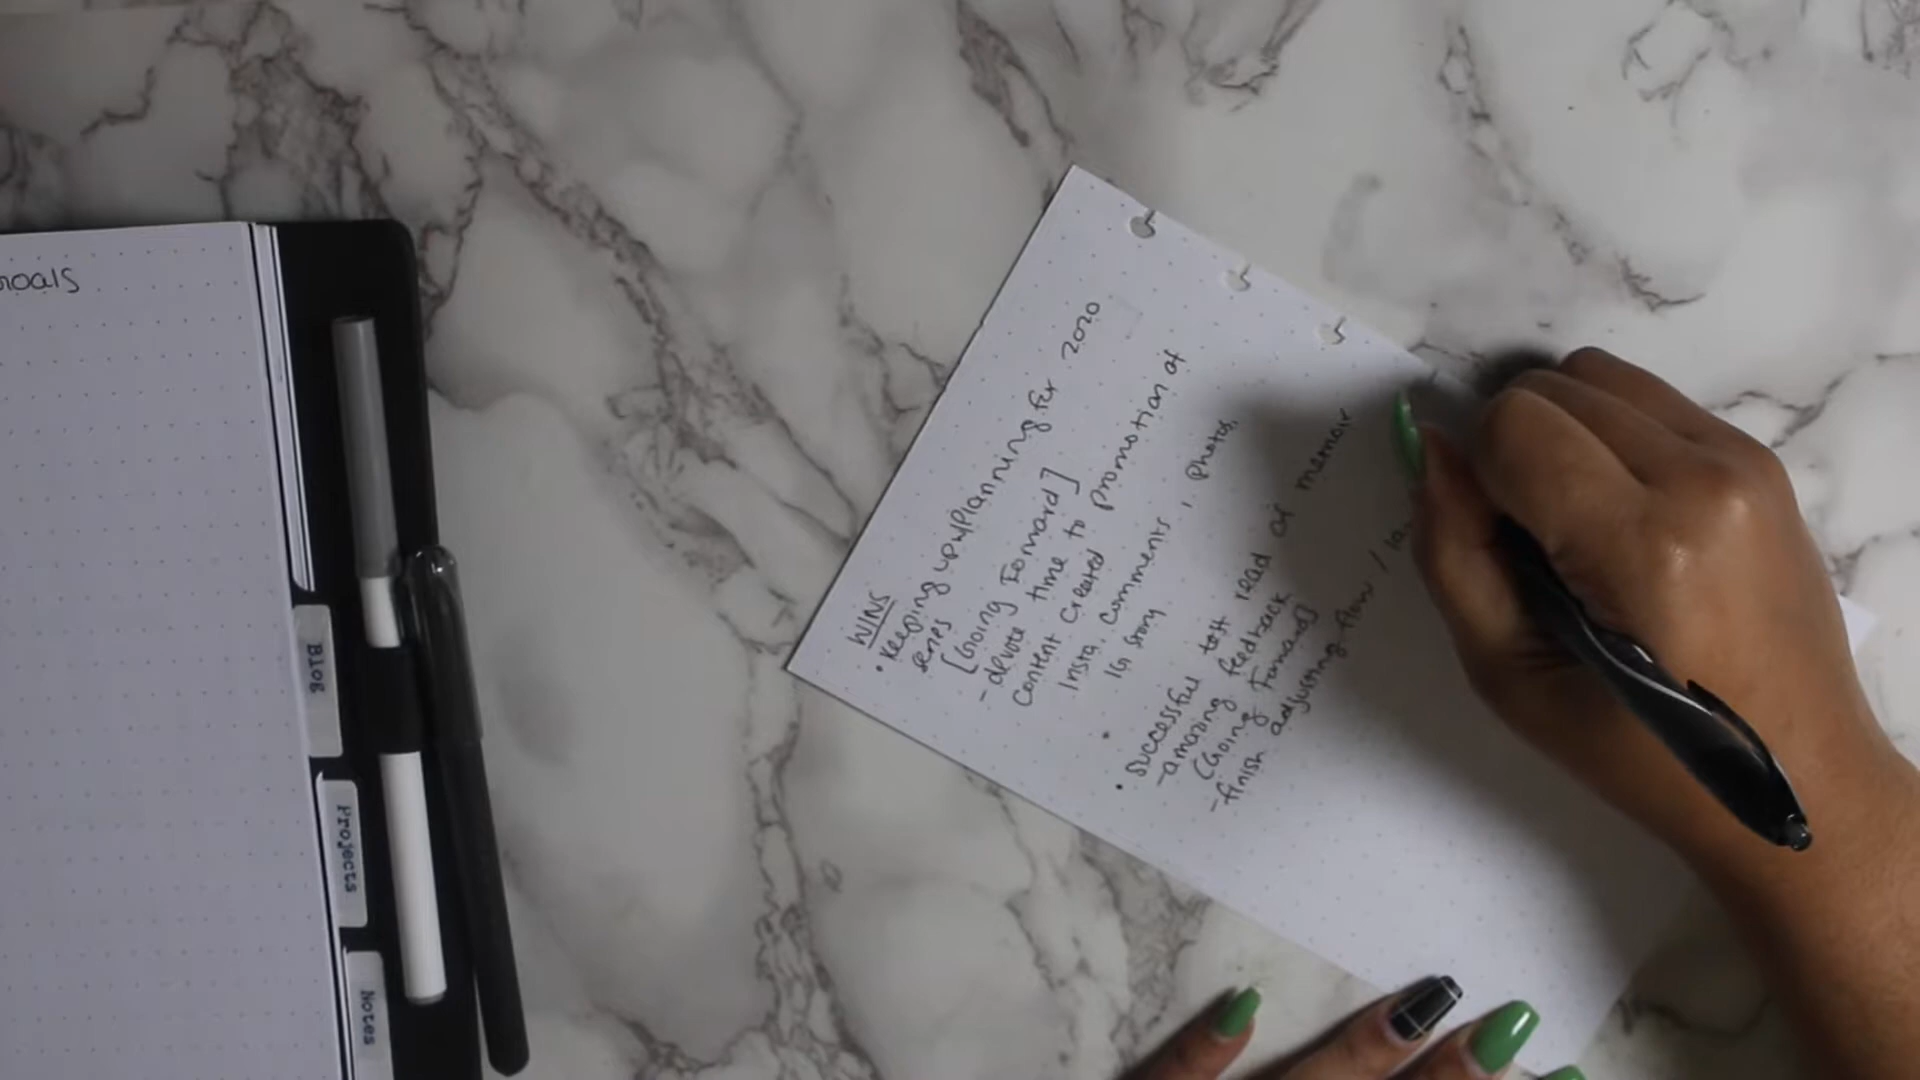 goals
Blog
Projects
Notes
WINS
• Keeping up w/Planning for 2020
series
[Going Forward]
- devote time to promotion of
content created
Insta, comments, photos,
IG story
•
• successful test read of memoir
- amazing feedback
[Going Forward]
- finish adjusting flow /